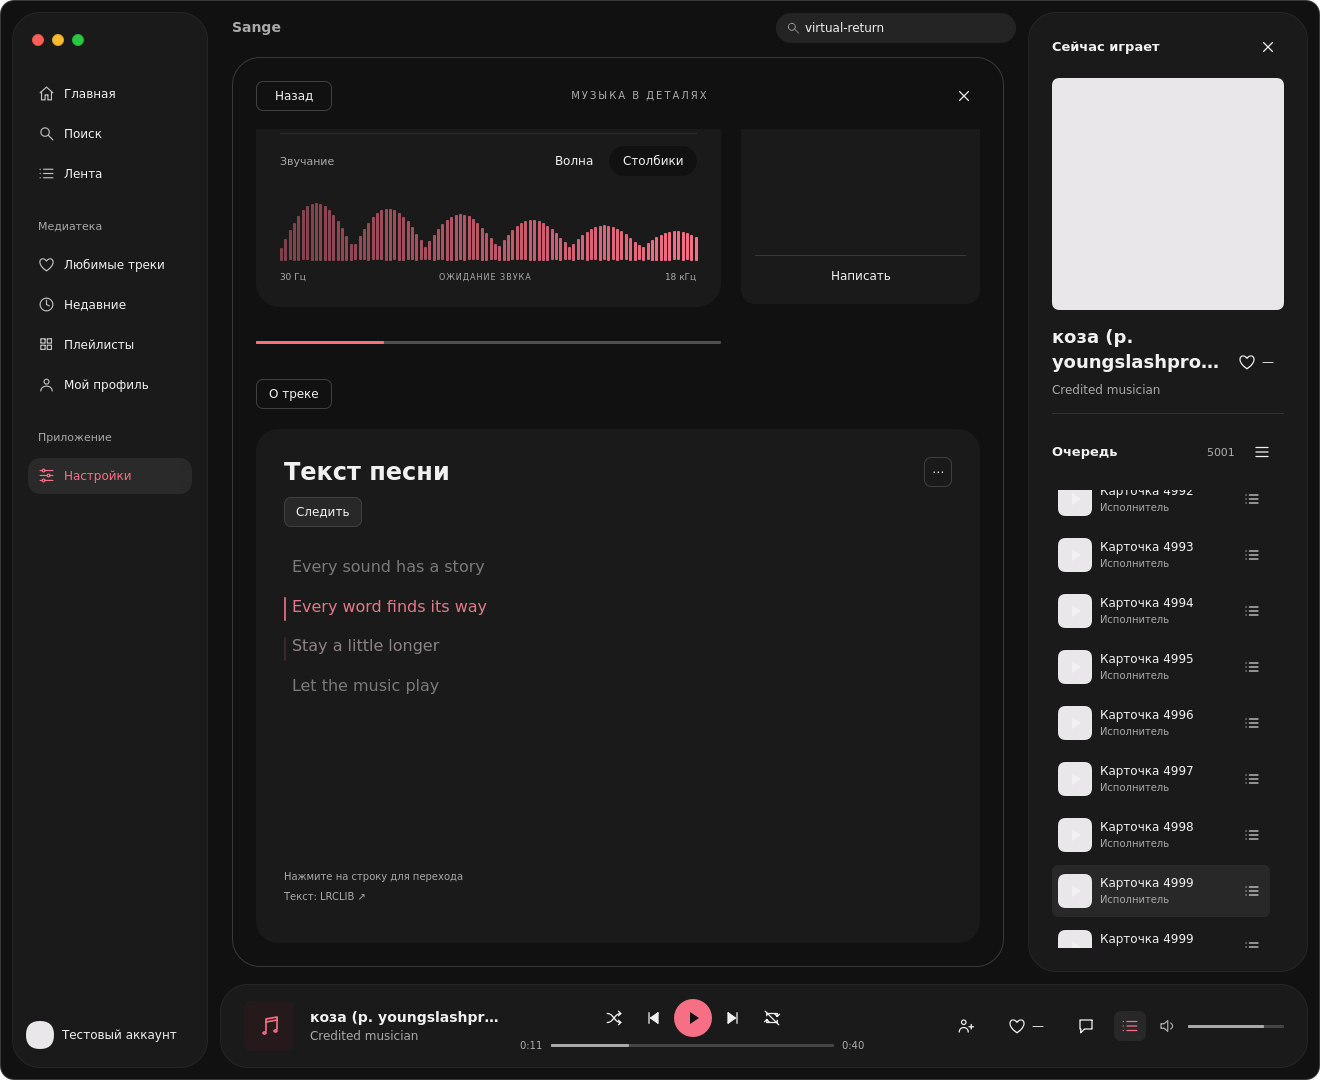 Главная
Поиск
Лента
Медиатека
Любимые треки
Недавние
Плейлисты
Мой профиль
Приложение
Настройки
Тестовый аккаунт
Sange
virtual-return
Назад
МУЗЫКА В ДЕТАЛЯХ
Звучание
Волна
Столбики
30 Гц
ОЖИДАНИЕ ЗВУКА
18 кГц
Написать
О треке
Текст песни
...
Следить
Every sound has a story
Every word finds its way
Stay a little longer
Let the music play
Нажмите на строку для перехода
Текст: LRCLIB ↗
Сейчас играет
коза (p.
youngslashpro...
—
Credited musician
Очередь
5001
Карточка 4992
Исполнитель
Карточка 4993
Исполнитель
Карточка 4994
Исполнитель
Карточка 4995
Исполнитель
Карточка 4996
Исполнитель
Карточка 4997
Исполнитель
Карточка 4998
Исполнитель
Карточка 4999
Исполнитель
Карточка 4999
коза (p. youngslashpr...
Credited musician
0:11
0:40
—